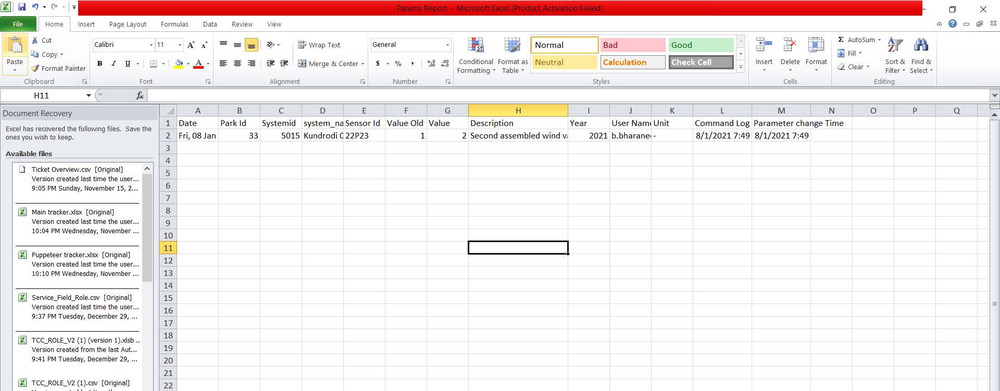 Params Report - Microsoft Excel (Product Activation Failed)
File Home Insert Page Layout Formulas Data Review View
Paste
Cut
Copy
Format Painter
Clipboard
Calibri 11 A A
B I U A
Font
Wrap Text
Merge & Center
Alignment
General
$ % ,
Number
Conditional Formatting
Format as Table
Normal Bad Good
Neutral Calculation Check Cell
Styles
Insert Delete Format
Cells
Σ AutoSum
Fill
Clear
Sort & Filter
Find & Select
Editing
H11 fx
Document Recovery
Excel has recovered the following files. Save the
ones you wish to keep.
Available files
Ticket Overview.csv [Original]
Version created last time the user...
9:05 PM Sunday, November 15, 2...
Main tracker.xlsx [Original]
Version created last time the user...
10:04 PM Wednesday, November ...
Puppeteer tracker.xlsx [Original]
Version created last time the user...
10:10 PM Wednesday, November ...
Service_Field_Role.csv [Original]
Version created last time the user...
9:37 PM Tuesday, December 29, ...
TCC_ROLE_V2 (1) (version 1).xlsb ..
Version created from the last Aut...
9:41 PM Tuesday, December 29, ...
TCC_ROLE_V2 (1).csv [Original]
A B C D E F G H I J K L M N O P Q
1 Date Park Id Systemid system_na Sensor Id Value Old Value Description Year User Name Unit Command Log Parameter change Time
2 Fri, 08 Jan 33 5015 Kundrodi 0 22P23 1 2 Second assembled wind va 2021 b.bharane - 8/1/2021 7:49 8/1/2021 7:49
3
4
5
6
7
8
9
10
11
12
13
14
15
16
17
18
19
20
21
22